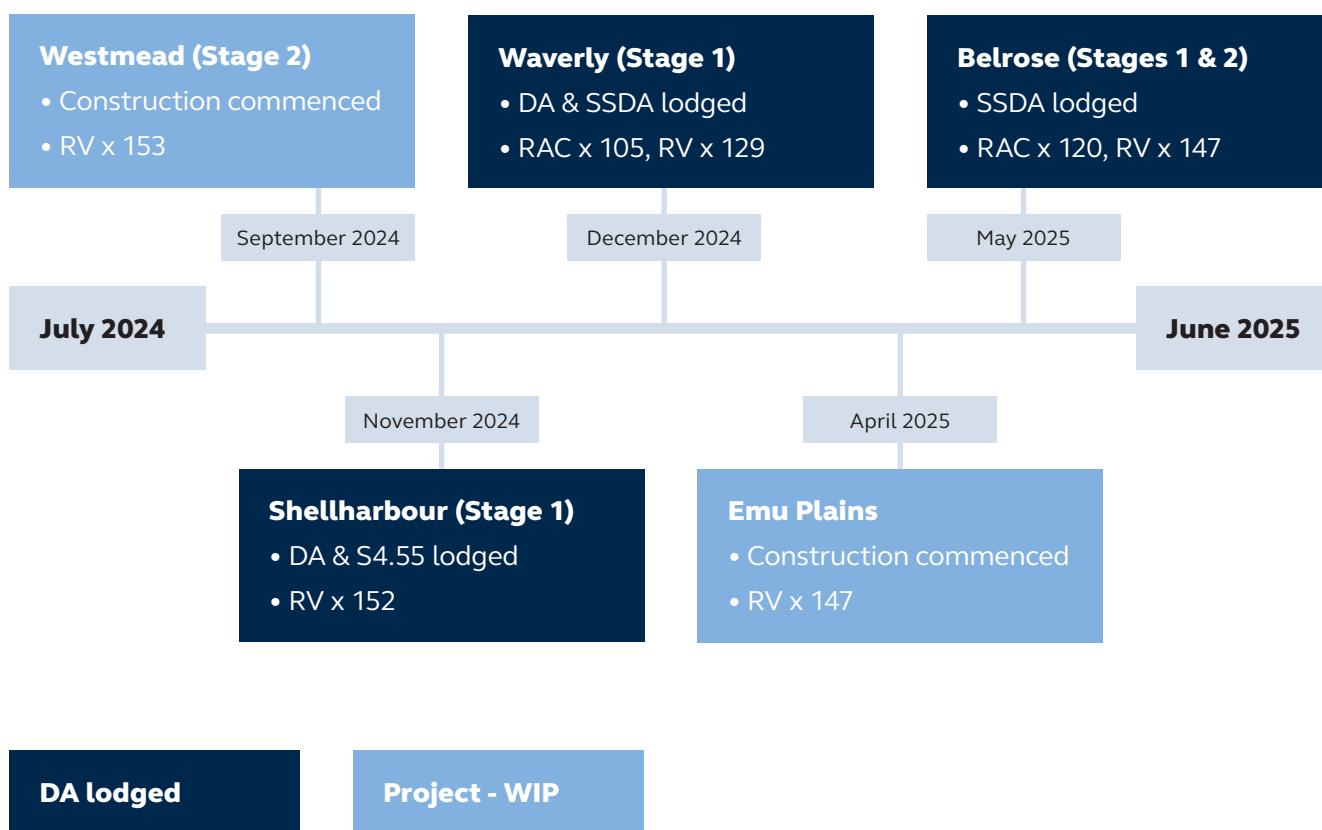 Westmead (Stage 2)
• Construction commenced
• RV x 153
Waverly (Stage 1)
• DA & SSDA lodged
• RAC x 105, RV x 129
Belrose (Stages 1 & 2)
• SSDA lodged
• RAC x 120, RV x 147
September 2024
December 2024
May 2025
July 2024
June 2025
November 2024
April 2025
Shellharbour (Stage 1)
• DA & S4.55 lodged
• RV x 152
Emu Plains
• Construction commenced
• RV x 147
DA lodged
Project - WIP